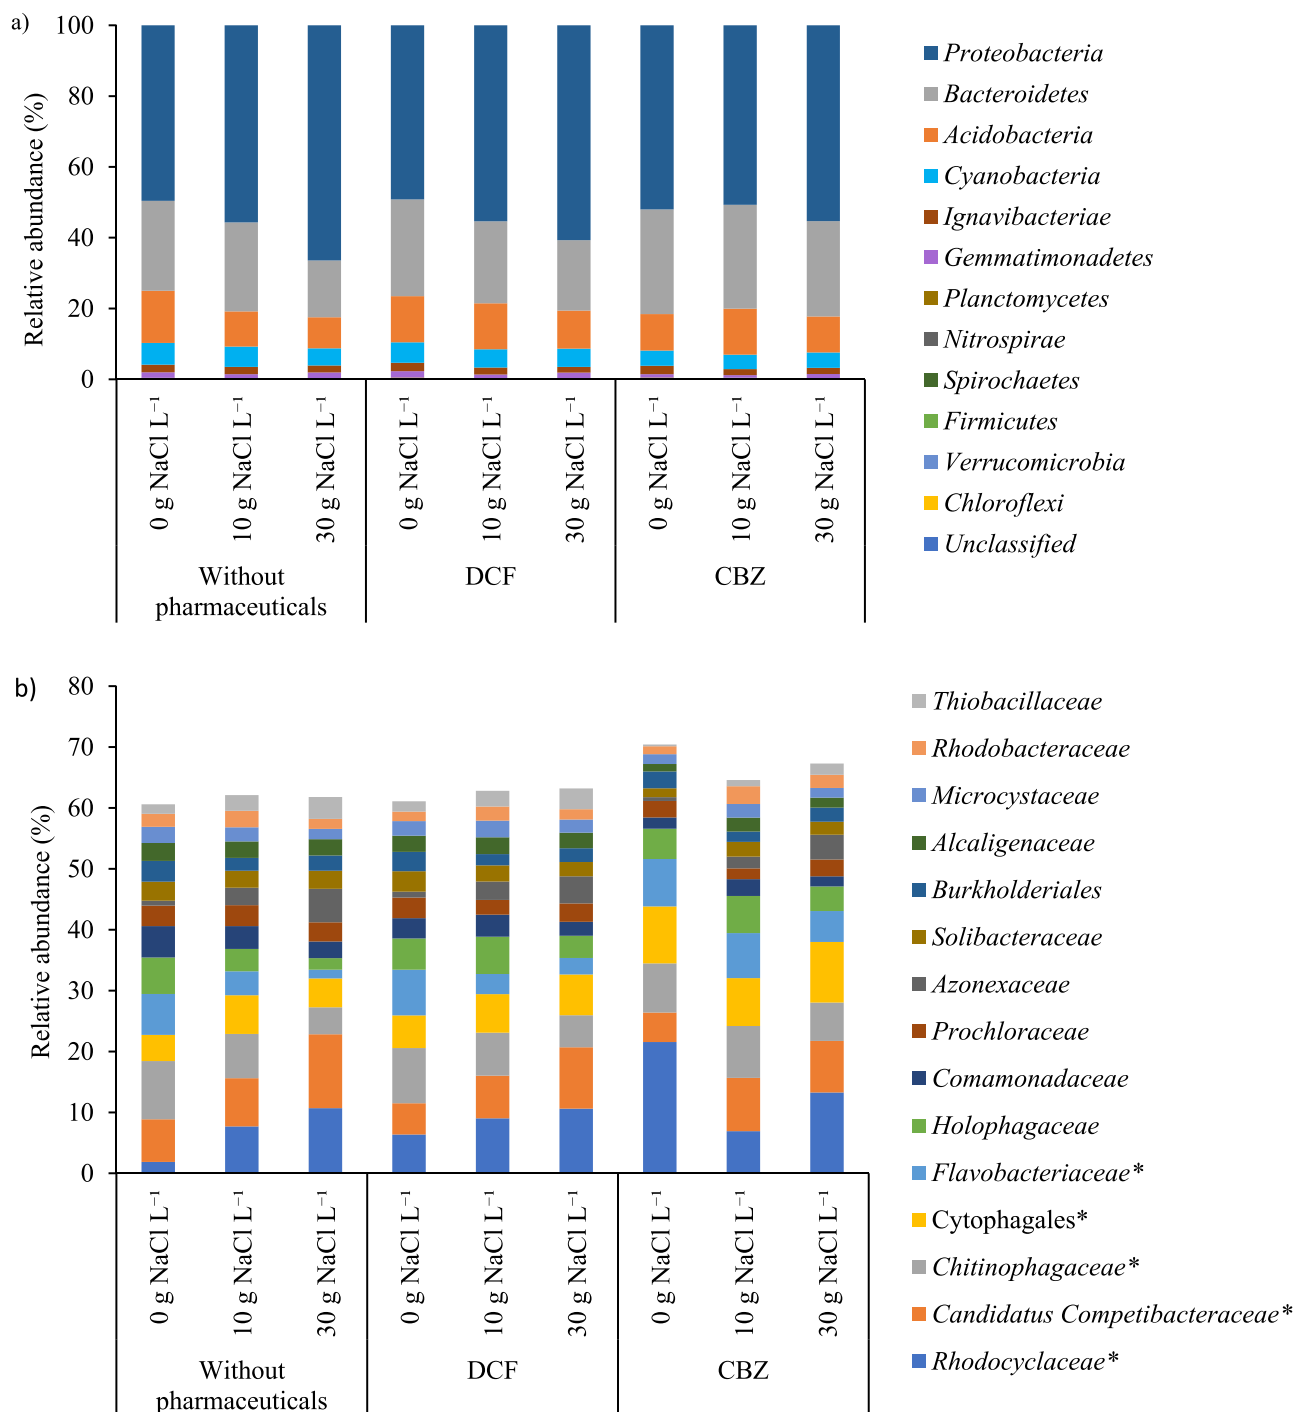 a)
Relative abundance (%)
100
80
60
40
20
0
0 g NaCl L⁻¹
10 g NaCl L⁻¹
30 g NaCl L⁻¹
0 g NaCl L⁻¹
10 g NaCl L⁻¹
30 g NaCl L⁻¹
0 g NaCl L⁻¹
10 g NaCl L⁻¹
30 g NaCl L⁻¹
Without
pharmaceuticals
DCF
CBZ
Proteobacteria
Bacteroidetes
Acidobacteria
Cyanobacteria
Ignavibacteriae
Gemmatimonadetes
Planctomycetes
Nitrospirae
Spirochaetes
Firmicutes
Verrucomicrobia
Chloroflexi
Unclassified
b)
Relative abundance (%)
80
70
60
50
40
30
20
10
0
0 g NaCl L⁻¹
10 g NaCl L⁻¹
30 g NaCl L⁻¹
0 g NaCl L⁻¹
10 g NaCl L⁻¹
30 g NaCl L⁻¹
0 g NaCl L⁻¹
10 g NaCl L⁻¹
30 g NaCl L⁻¹
Without
pharmaceuticals
DCF
CBZ
Thiobacillaceae
Rhodobacteraceae
Microcystaceae
Alcaligenaceae
Burkholderiales
Solibacteraceae
Azonexaceae
Prochloraceae
Comamonadaceae
Holophagaceae
Flavobacteriaceae*
Cytophagales*
Chitinophagaceae*
Candidatus Competibacteraceae*
Rhodocyclaceae*